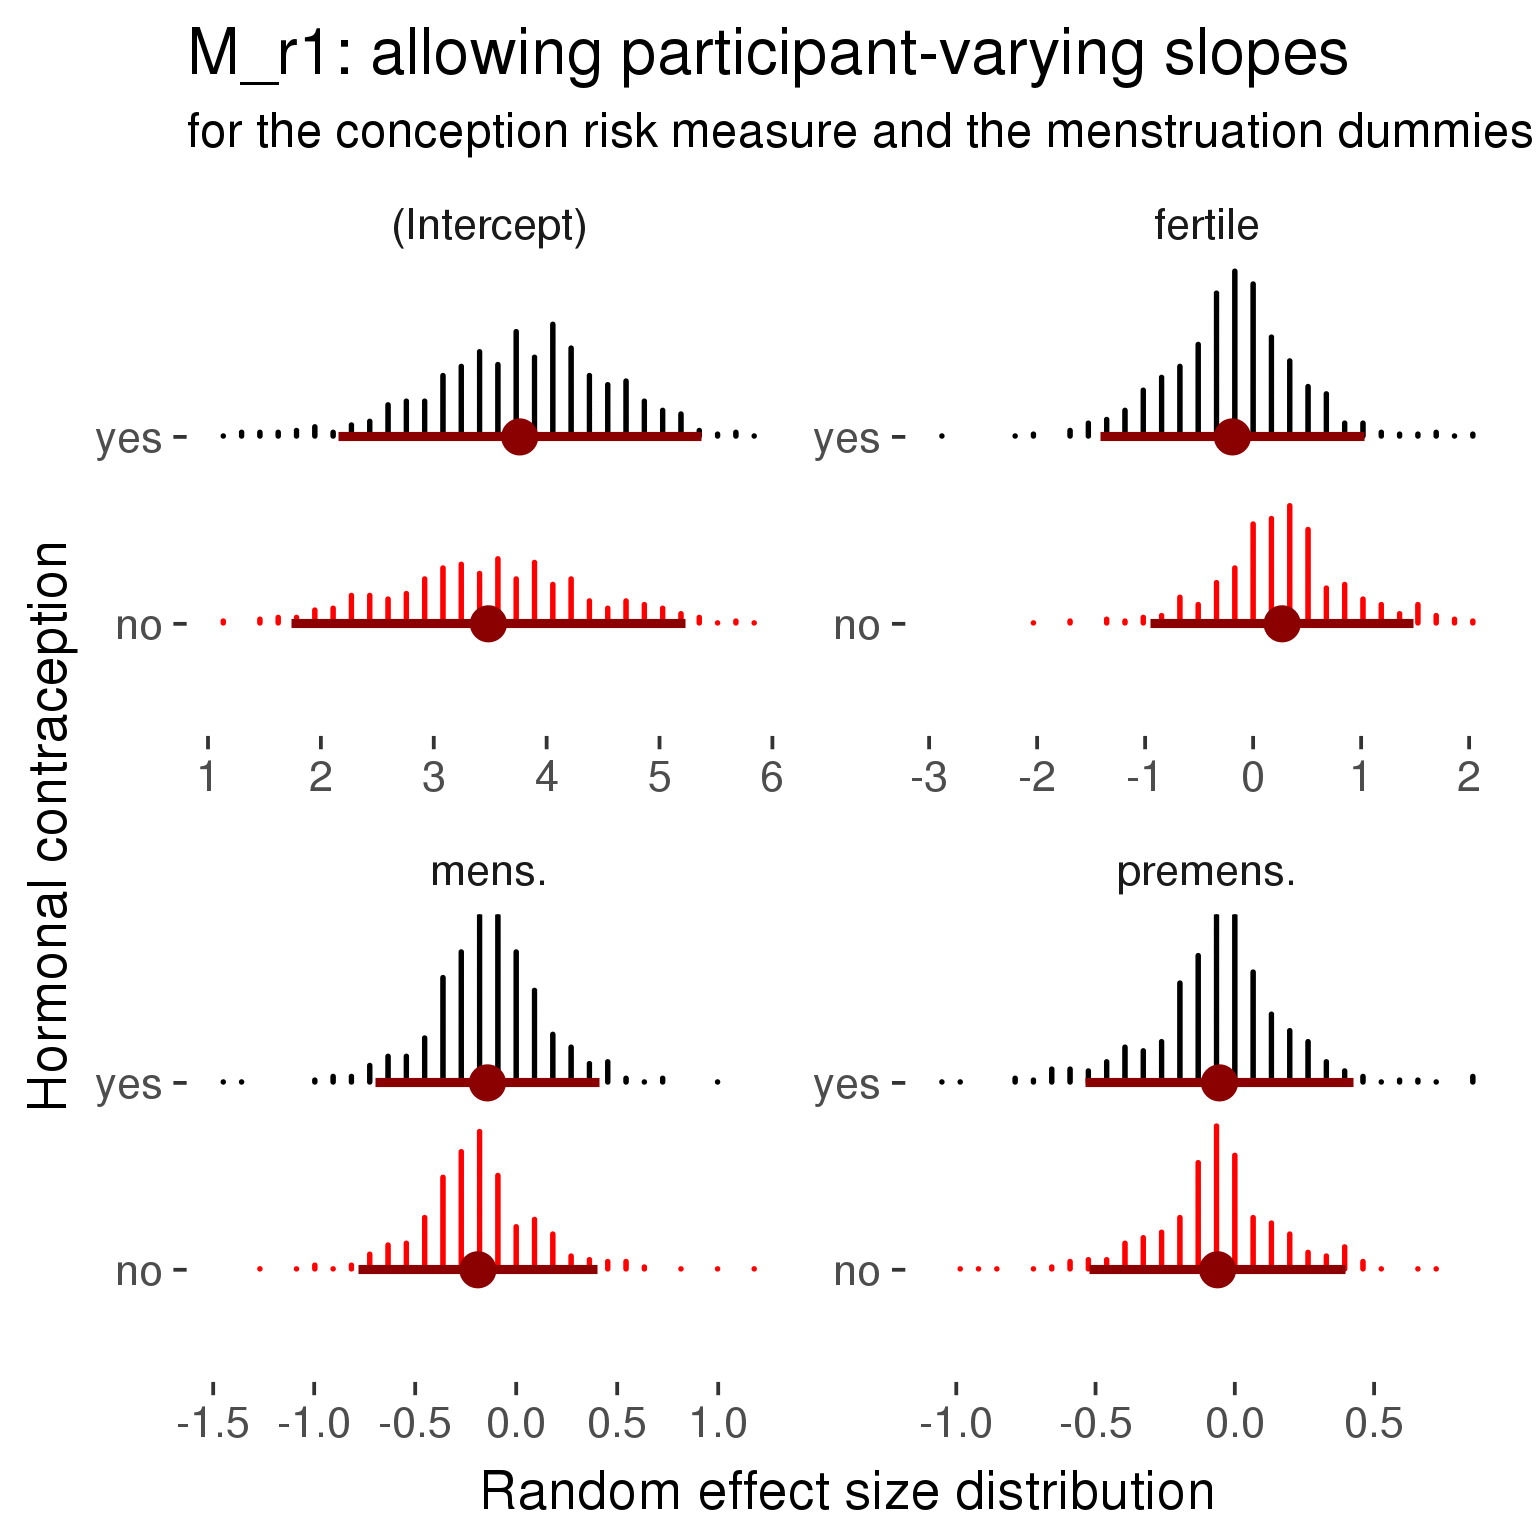 M_r1: allowing participant-varying slopes
for the conception risk measure and the menstruation dummies
Hormonal contraception
(Intercept)
yes
no
1 2 3 4 5 6
fertile
yes
no
-3 -2 -1 0 1 2
mens.
yes
no
-1.5 -1.0 -0.5 0.0 0.5 1.0
premens.
yes
no
-1.0 -0.5 0.0 0.5
Random effect size distribution